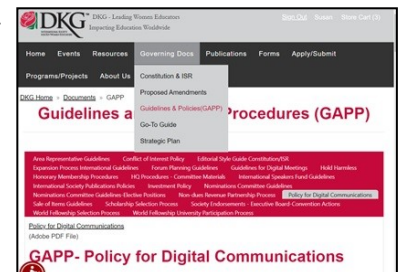 DKG
DKG - Leading Women Educators
Impacting Education Worldwide
Sign Out Susan Store Cart (3)
Home Events Resources Governing Docs Publications Forms Apply/Submit
Programs/Projects About Us
Constitution & ISR
Proposed Amendments
Guidelines & Policies(GAPP)
Go-To Guide
Strategic Plan
DKG Home » Documents » GAPP
Guidelines a Procedures (GAPP)
Area Representative Guidelines Conflict of Interest Policy Editorial Style Guide Constitution/ISR
Expansion Process International Guidelines Forum Planning Guidelines Guidelines for Digital Meetings Hold Harmless
Honorary Membership Procedures HQ Procedures - Committee Materials International Speakers Fund Guidelines
International Society Publications Policies Investment Policy Nominations Committee Guidelines
Nominations Committee Guidelines-Elective Positions Non-dues Revenue Partnership Process Policy for Digital Communications
Sale of Items Guidelines Scholarship Selection Process Society Endorsements - Executive Board-Convention Actions
World Fellowship Selection Process World Fellowship University Participation Process
Policy for Digital Communications
(Adobe PDF File)
GAPP- Policy for Digital Communications